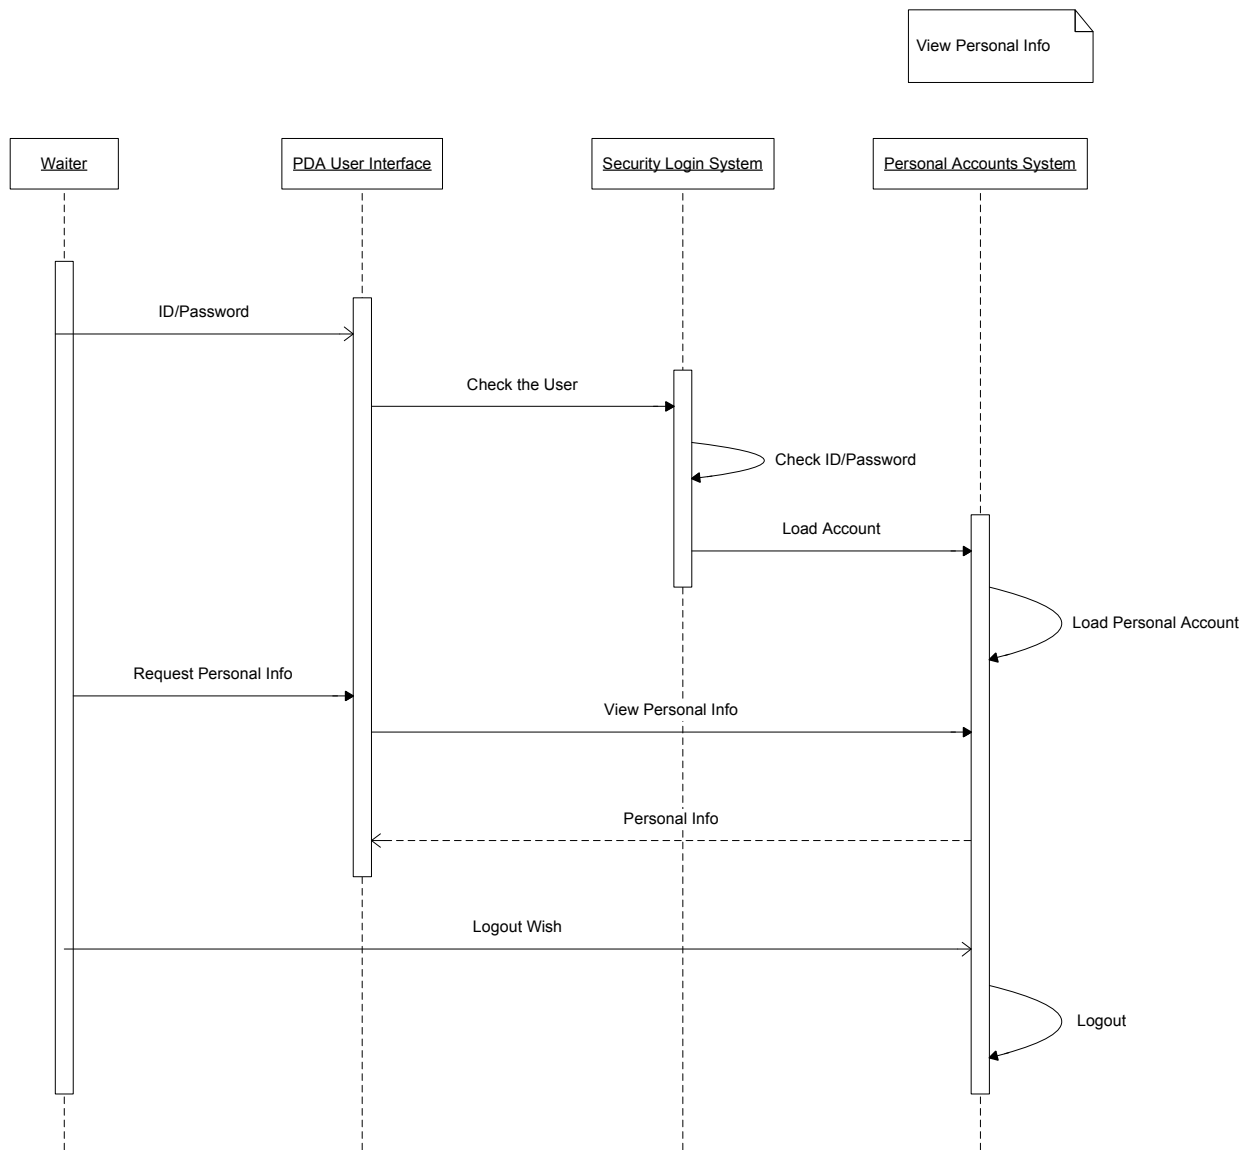 View Personal Info
Waiter
PDA User Interface
Security Login System
Personal Accounts System
ID/Password
Check the User
Check ID/Password
Load Account
Load Personal Account
Request Personal Info
View Personal Info
Personal Info
Logout Wish
Logout